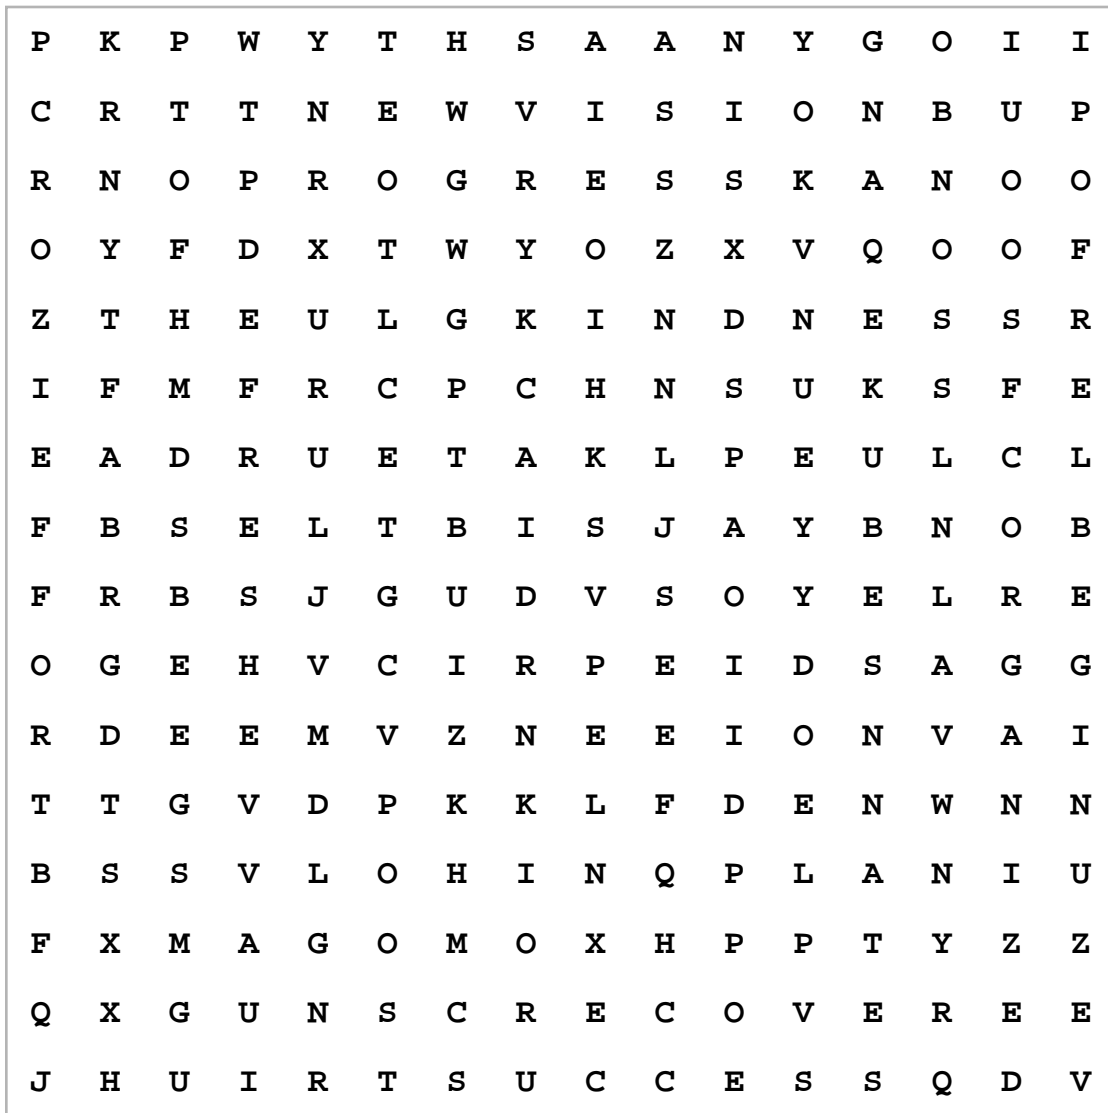 P K P W Y T H S A A N Y G O I I
C R T T N E W V I S I O N B U P
R N O P R O G R E S S K A N O O
O Y F D X T W Y O Z X V Q O O F
Z T H E U L G K I N D N E S S R
I F M F R C P C H N S U K S F E
E A D R U E T A K L P E U L C L
F B S E L T B I S J A Y B N O B
F R B S J G U D V S O Y E L R E
O G E H V C I R P E I D S A G G
R D E E M V Z N E E I O N V A I
T T G V D P K K L F D E N W N N
B S S V L O H I N Q P L A N I U
F X M A G O M O X H P P T Y Z Z
Q X G U N S C R E C O V E R E E
J H U I R T S U C C E S S Q D V